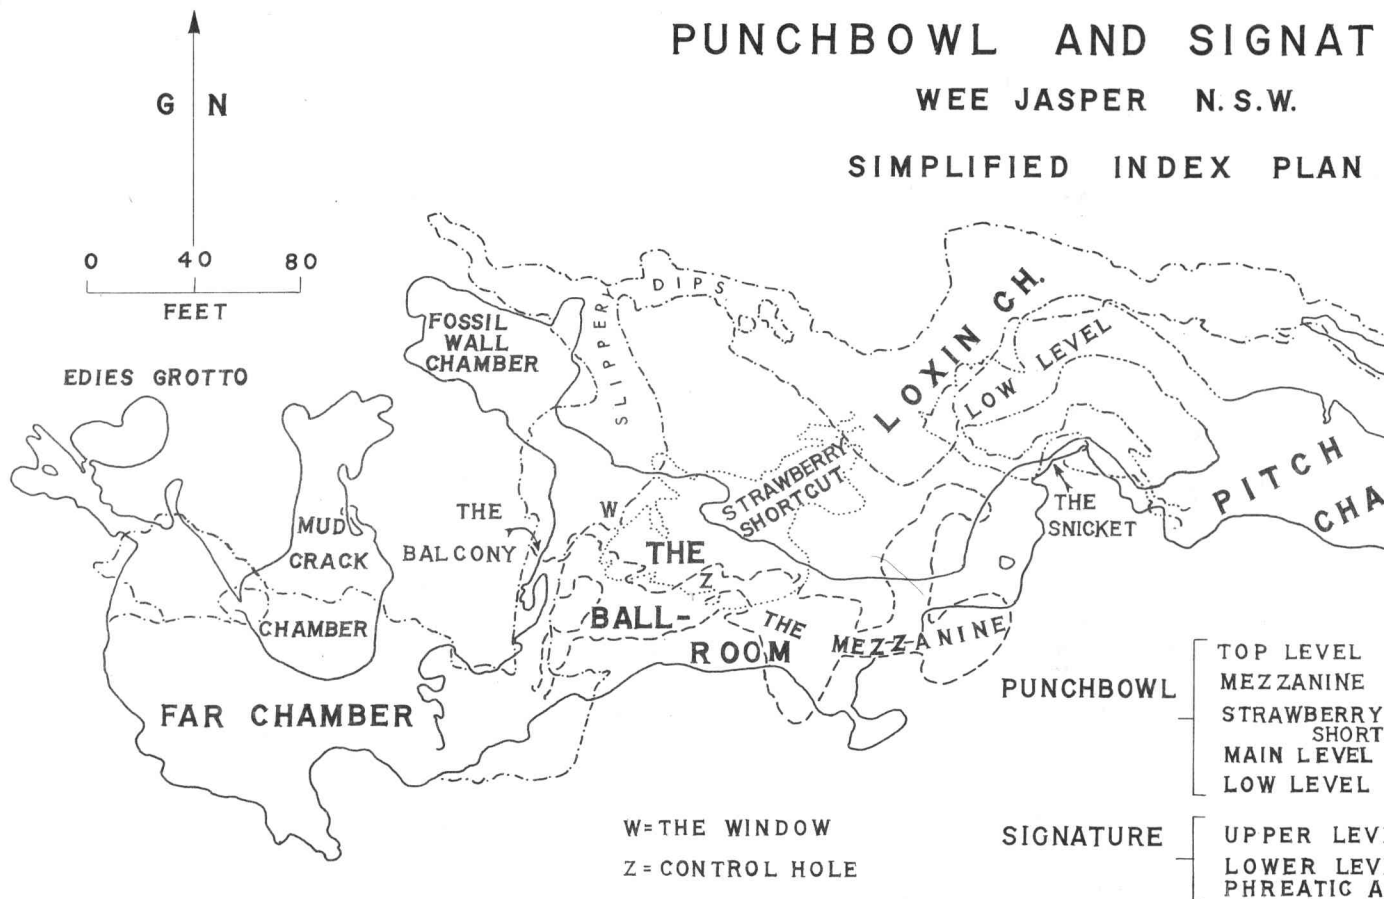 PUNCHBOWL AND SIGNAT
WEE JASPER N.S.W.
SIMPLIFIED INDEX PLAN
G N
0 40 80
FEET
EDIES GROTTO
FOSSIL
WALL
CHAMBER
SLIPPERY DIPS
LOXIN CH.
LOW LEVEL
STRAWBERRY
SHORTCUT
PITCH
CHA
THE
SNICKET
THE
BALCONY
W
MUD
CRACK
CHAMBER
THE
BALL-
ROOM
Z
THE MEZZANINE
FAR CHAMBER
PUNCHBOWL
TOP LEVEL
MEZZANINE
STRAWBERRY
SHORT
MAIN LEVEL
LOW LEVEL
W=THE WINDOW
Z=CONTROL HOLE
SIGNATURE
UPPER LEV
LOWER LEV
PHREATIC A